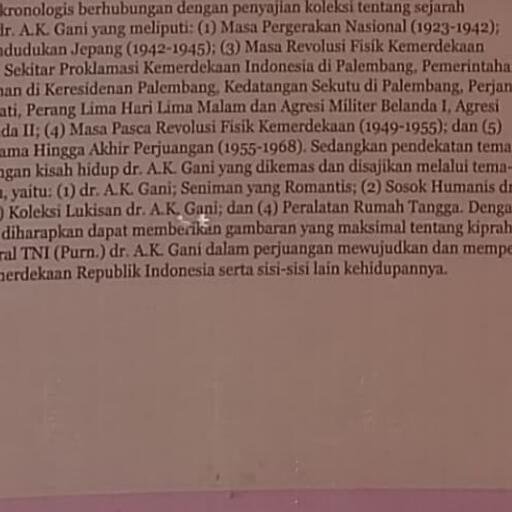 kronologis berhubungan dengan penyajian koleksi tentang sejarah
dr. A.K. Gani yang meliputi: (1) Masa Pergerakan Nasional (1923-1942);
ndudukan Jepang (1942-1945); (3) Masa Revolusi Fisik Kemerdekaan
Sekitar Proklamasi Kemerdekaan Indonesia di Palembang, Pemerintaha
an di Keresidenan Palembang, Kedatangan Sekutu di Palembang, Perjan
ati, Perang Lima Hari Lima Malam dan Agresi Militer Belanda I, Agresi
da II; (4) Masa Pasca Revolusi Fisik Kemerdekaan (1949-1955); dan (5)
ama Hingga Akhir Perjuangan (1955-1968). Sedangkan pendekatan tema
ngan kisah hidup dr. A.K. Gani yang dikemas dan disajikan melalui tema-
, yaitu: (1) dr. A.K. Gani; Seniman yang Romantis; (2) Sosok Humanis dr
) Koleksi Lukisan dr. A.K. Gani; dan (4) Peralatan Rumah Tangga. Denga
diharapkan dapat memberikan gambaran yang maksimal tentang kiprah
ral TNI (Purn.) dr. A.K. Gani dalam perjuangan mewujudkan dan mempe
nerdekaan Republik Indonesia serta sisi-sisi lain kehidupannya.